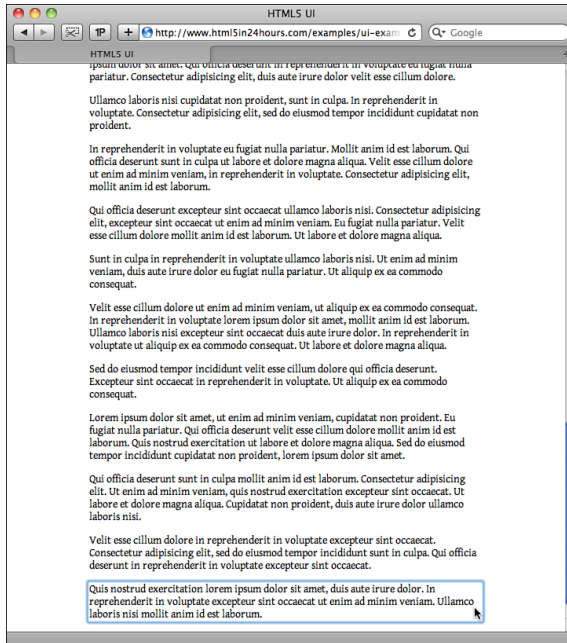 HTML5 UI
1P
+
http://www.html5in24hours.com/examples/ui-exam
Google
HTML5 UI
ipsum dolor sit amet. Qui officia deserunt in reprehenderit in voluptate eu fugiat nulla
pariatur. Consectetur adipisicing elit, duis aute irure dolor velit esse cillum dolore.
Ullamco laboris nisi cupidatat non proident, sunt in culpa. In reprehenderit in
voluptate. Consectetur adipisicing elit, sed do eiusmod tempor incididunt cupidatat non
proident.
In reprehenderit in voluptate eu fugiat nulla pariatur. Mollit anim id est laborum. Qui
officia deserunt sunt in culpa ut labore et dolore magna aliqua. Velit esse cillum dolore
ut enim ad minim veniam, in reprehenderit in voluptate. Consectetur adipisicing elit,
mollit anim id est laborum.
Qui officia deserunt excepteur sint occaecat ullamco laboris nisi. Consectetur adipisicing
elit, excepteur sint occaecat ut enim ad minim veniam. Eu fugiat nulla pariatur. Velit
esse cillum dolore mollit anim id est laborum. Ut labore et dolore magna aliqua.
Sunt in culpa in reprehenderit in voluptate ullamco laboris nisi. Ut enim ad minim
veniam, duis aute irure dolor eu fugiat nulla pariatur. Ut aliquip ex ea commodo
consequat.
Velit esse cillum dolore ut enim ad minim veniam, ut aliquip ex ea commodo consequat.
In reprehenderit in voluptate lorem ipsum dolor sit amet, mollit anim id est laborum.
Ullamco laboris nisi excepteur sint occaecat duis aute irure dolor. In reprehenderit in
voluptate ut aliquip ex ea commodo consequat. Ut labore et dolore magna aliqua.
Sed do eiusmod tempor incididunt velit esse cillum dolore qui officia deserunt.
Excepteur sint occaecat in reprehenderit in voluptate. Ut aliquip ex ea commodo
consequat.
Lorem ipsum dolor sit amet, ut enim ad minim veniam, cupidatat non proident. Eu
fugiat nulla pariatur. Qui officia deserunt velit esse cillum dolore mollit anim id est
laborum. Quis nostrud exercitation ut labore et dolore magna aliqua. Sed do eiusmod
tempor incididunt cupidatat non proident, lorem ipsum dolor sit amet.
Qui officia deserunt sunt in culpa mollit anim id est laborum. Consectetur adipisicing
elit. Ut enim ad minim veniam, quis nostrud exercitation excepteur sint occaecat. Ut
labore et dolore magna aliqua. Cupidatat non proident, duis aute irure dolor ullamco
laboris nisi.
Velit esse cillum dolore in reprehenderit in voluptate excepteur sint occaecat.
Consectetur adipisicing elit, sed do eiusmod tempor incididunt sunt in culpa. Qui officia
deserunt in reprehenderit in voluptate excepteur sint occaecat.
Quis nostrud exercitation lorem ipsum dolor sit amet, duis aute irure dolor. In
reprehenderit in voluptate excepteur sint occaecat ut enim ad minim veniam. Ullamco
laboris nisi mollit anim id est laborum.